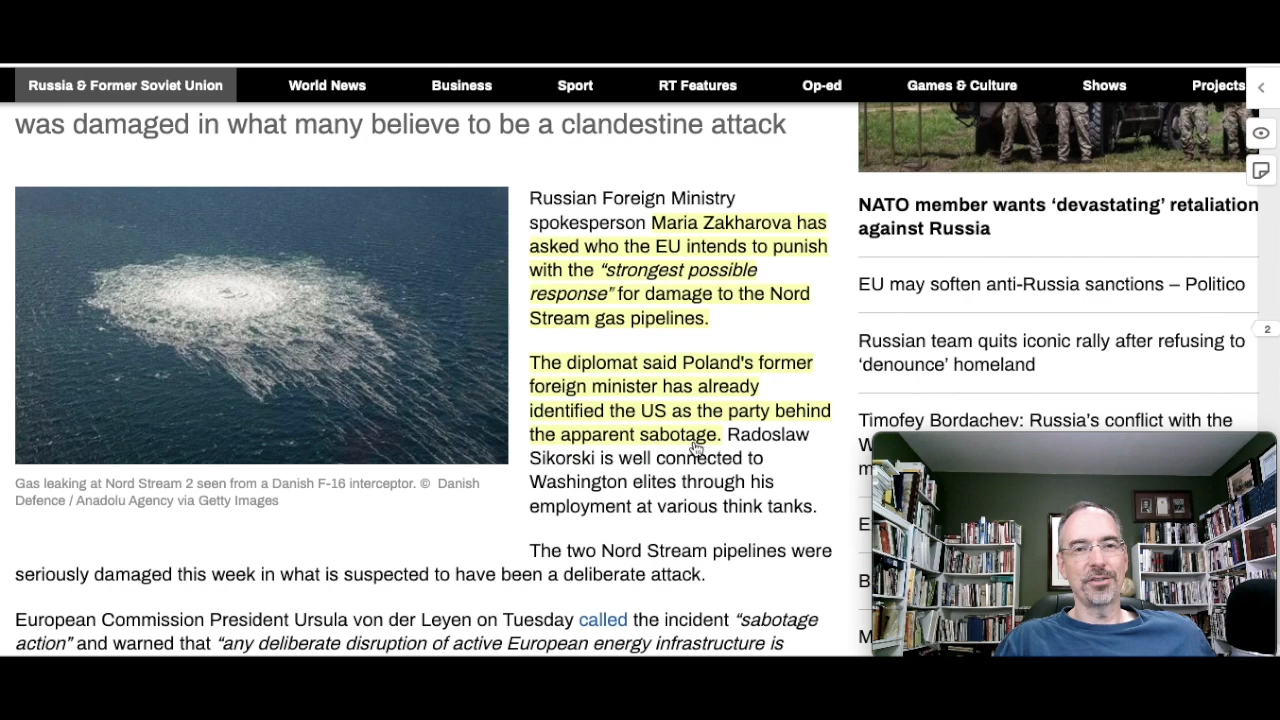 Russia & Former Soviet Union World News Business Sport RT Features Op-ed Games & Culture Shows Projects
was damaged in what many believe to be a clandestine attack
Russian Foreign Ministry
spokesperson Maria Zakharova has
asked who the EU intends to punish
with the “strongest possible
response” for damage to the Nord
Stream gas pipelines.
The diplomat said Poland's former
foreign minister has already
identified the US as the party behind
the apparent sabotage. Radoslaw
Sikorski is well connected to
Washington elites through his
employment at various think tanks.
Gas leaking at Nord Stream 2 seen from a Danish F-16 interceptor. © Danish
Defence / Anadolu Agency via Getty Images
The two Nord Stream pipelines were
seriously damaged this week in what is suspected to have been a deliberate attack.
European Commission President Ursula von der Leyen on Tuesday called the incident “sabotage
action” and warned that “any deliberate disruption of active European energy infrastructure is
NATO member wants ‘devastating’ retaliation
against Russia
EU may soften anti-Russia sanctions – Politico
2
Russian team quits iconic rally after refusing to
‘denounce’ homeland
Timofey Bordachev: Russia’s conflict with the